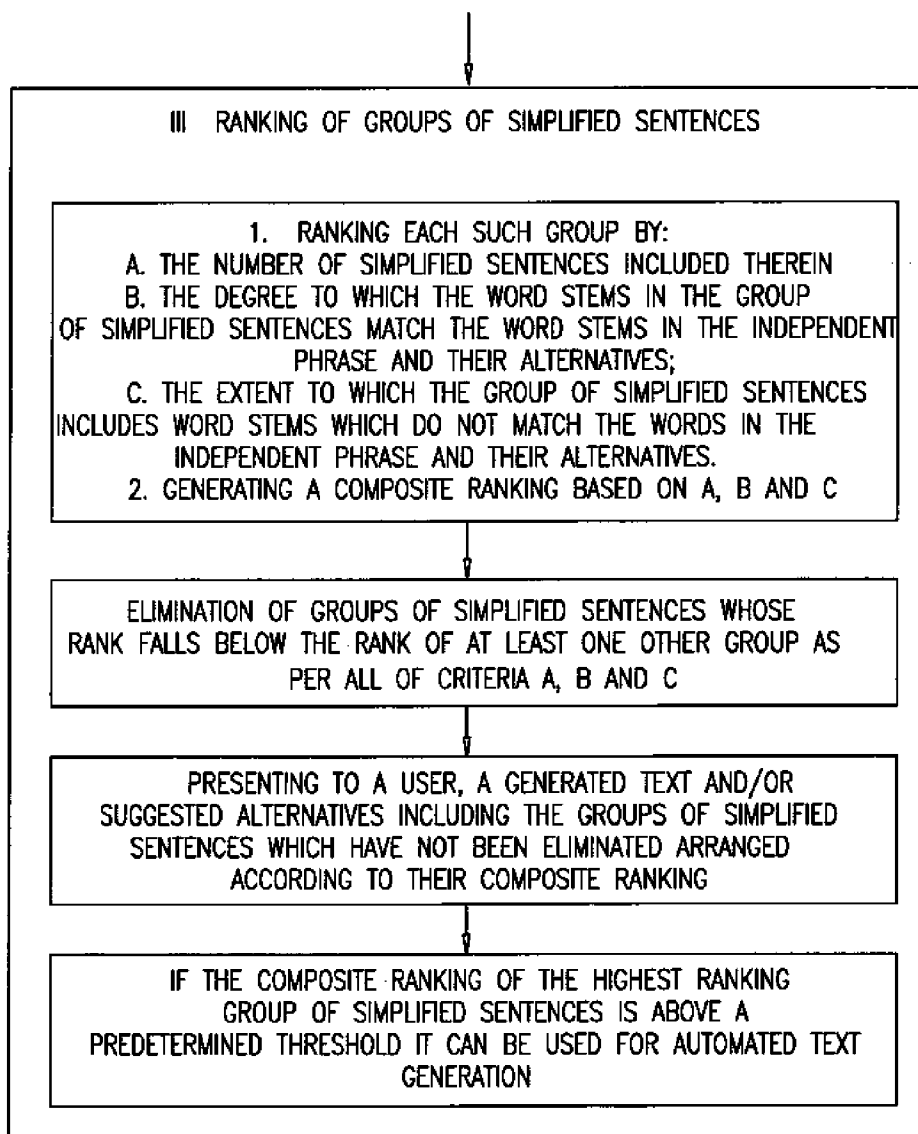 III RANKING OF GROUPS OF SIMPLIFIED SENTENCES
1. RANKING EACH SUCH GROUP BY:
A. THE NUMBER OF SIMPLIFIED SENTENCES INCLUDED THEREIN
B. THE DEGREE TO WHICH THE WORD STEMS IN THE GROUP
OF SIMPLIFIED SENTENCES MATCH THE WORD STEMS IN THE INDEPENDENT
PHRASE AND THEIR ALTERNATIVES;
C. THE EXTENT TO WHICH THE GROUP OF SIMPLIFIED SENTENCES
INCLUDES WORD STEMS WHICH DO NOT MATCH THE WORDS IN THE
INDEPENDENT PHRASE AND THEIR ALTERNATIVES.
2. GENERATING A COMPOSITE RANKING BASED ON A, B AND C
ELIMINATION OF GROUPS OF SIMPLIFIED SENTENCES WHOSE
RANK FALLS BELOW THE RANK OF AT LEAST ONE OTHER GROUP AS
PER ALL OF CRITERIA A, B AND C
PRESENTING TO A USER, A GENERATED TEXT AND/OR
SUGGESTED ALTERNATIVES INCLUDING THE GROUPS OF SIMPLIFIED
SENTENCES WHICH HAVE NOT BEEN ELIMINATED ARRANGED
ACCORDING TO THEIR COMPOSITE RANKING
IF THE COMPOSITE RANKING OF THE HIGHEST RANKING
GROUP OF SIMPLIFIED SENTENCES IS ABOVE A
PREDETERMINED THRESHOLD IT CAN BE USED FOR AUTOMATED TEXT
GENERATION